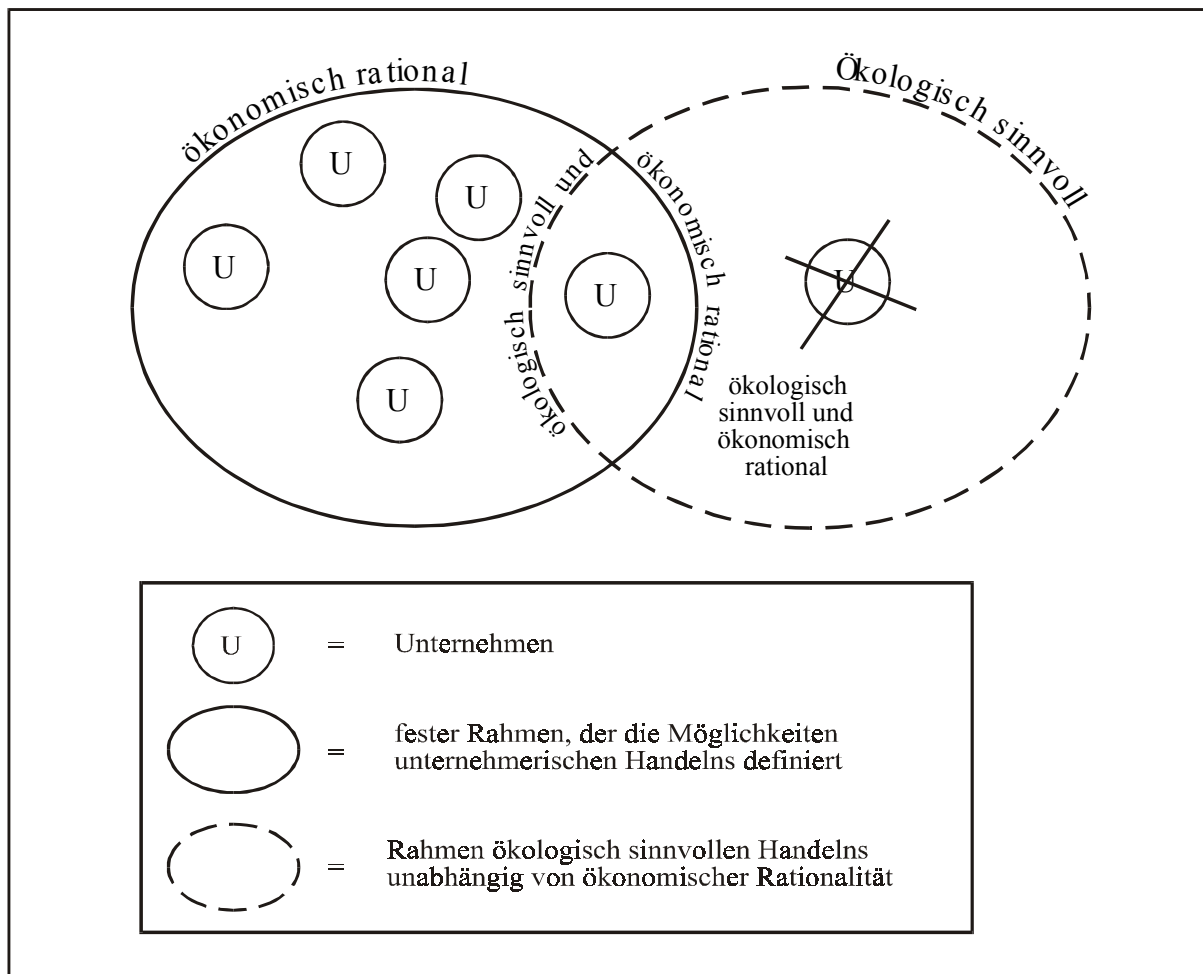 ökonomisch rational
Ökologisch sinnvoll
U
U
U
U
U
ökologisch sinnvoll und
ökonomisch rational
U
U
ökologisch
sinnvoll und
ökonomisch
rational
U = Unternehmen
= fester Rahmen, der die Möglichkeiten
unternehmerischen Handelns definiert
= Rahmen ökologisch sinnvollen Handelns
unabhängig von ökonomischer Rationalität